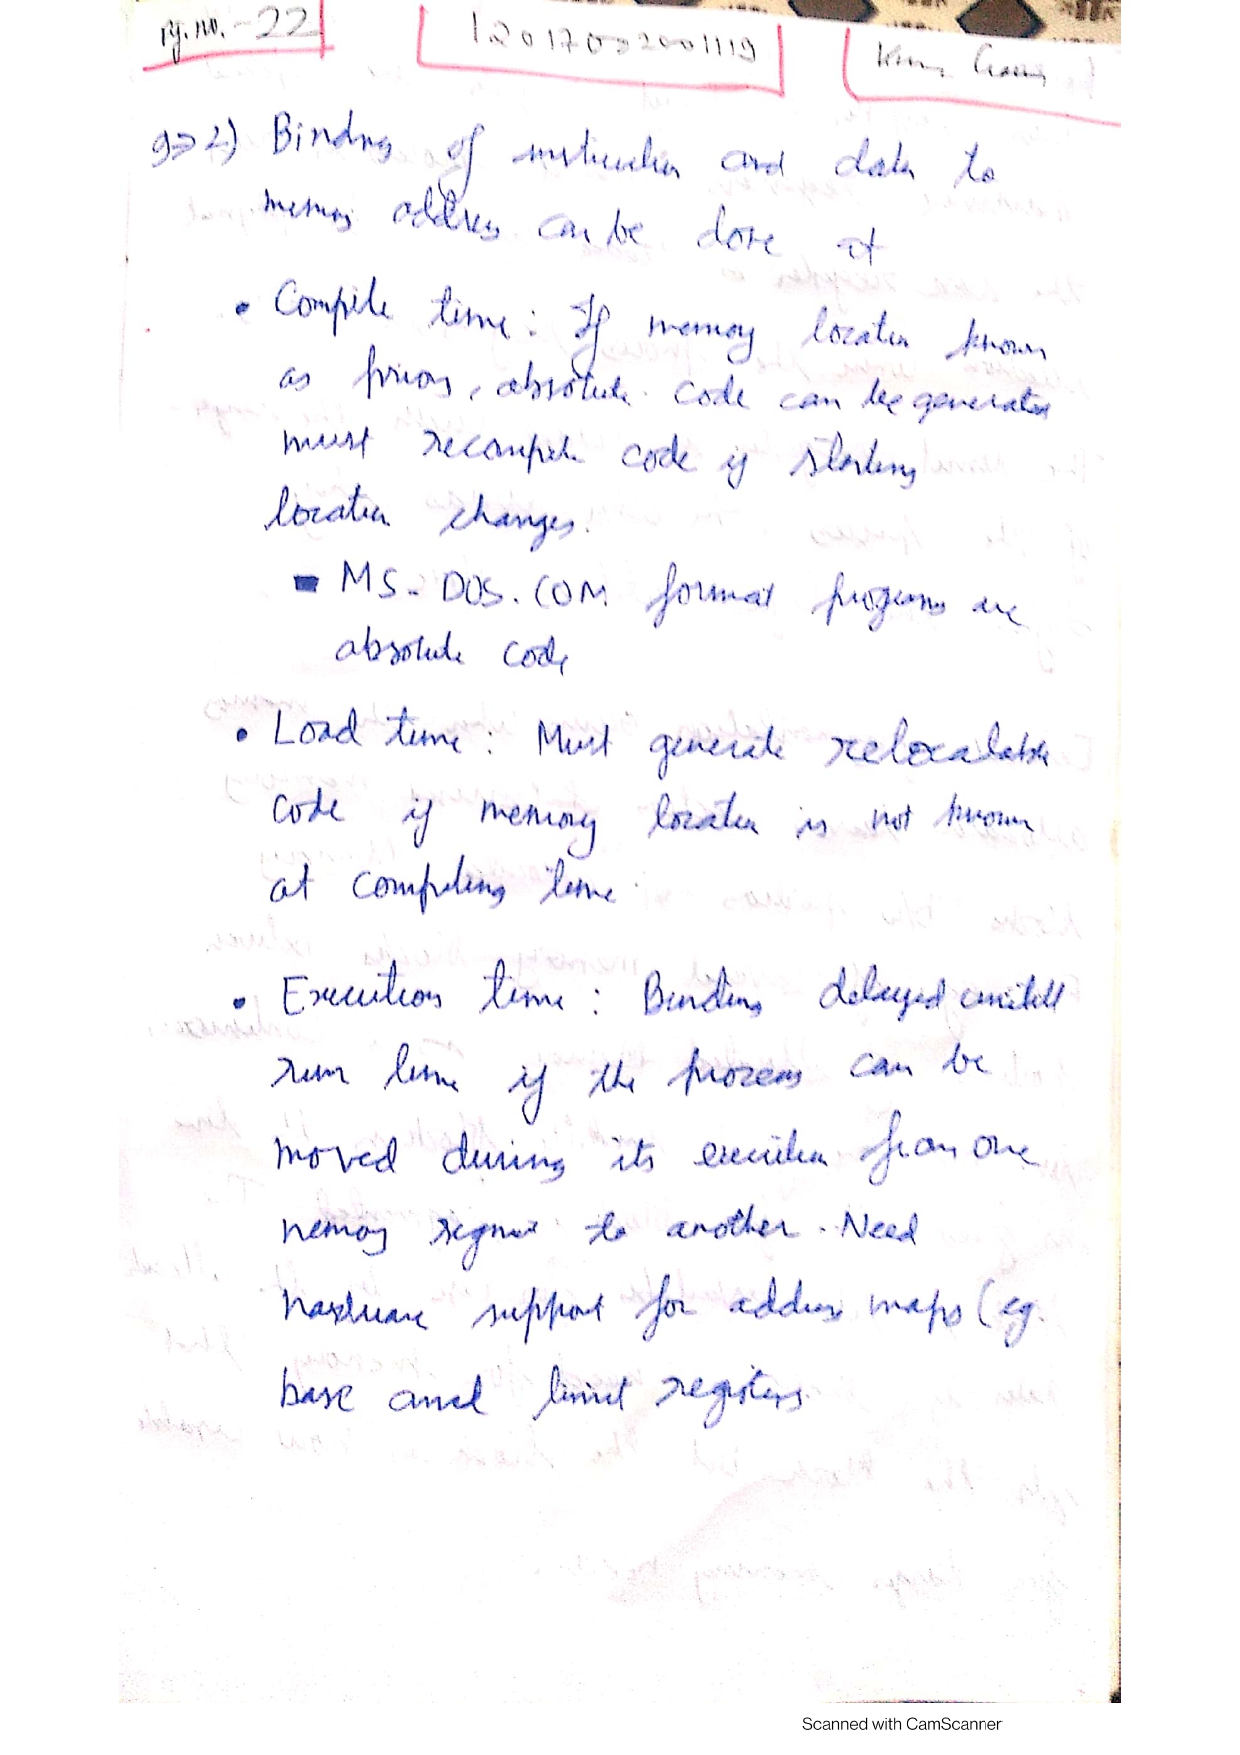 pg. no. - 22
12017002001119
9⇒ 2) Binding of instruction and data to
memory address can be done at
• Compile time : If memory location known
as priori, absolute code can be generated
must recompile code if starting
location changes.
▪ MS-DOS .COM format programs are
absolute code
• Load time : Must generate relocatable
code if memory location is not known
at compiling time.
• Execution time : Binding delayed until
run time if the process can be
moved during its execution from one
memory segment to another. Need
hardware support for address maps (eg.
base and limit registers
Scanned with CamScanner